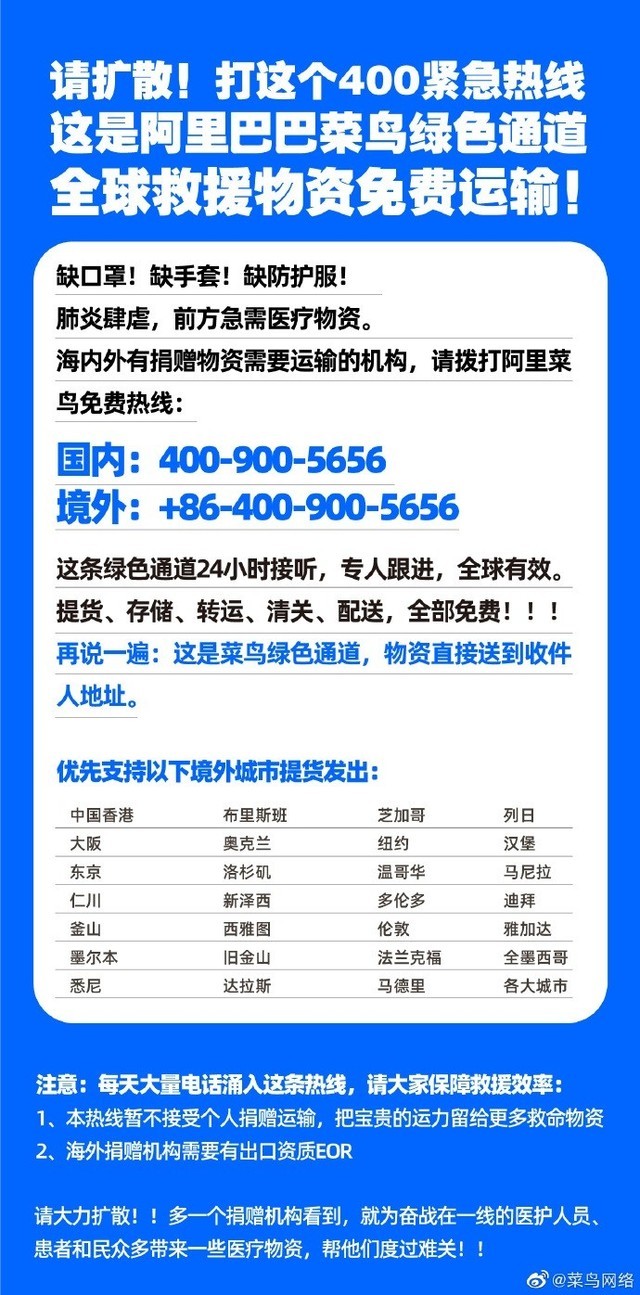 请扩散！打这个400紧急热线
这是阿里巴巴菜鸟绿色通道
全球救援物资免费运输！
缺口罩！缺手套！缺防护服！
肺炎肆虐，前方急需医疗物资。
海内外有捐赠物资需要运输的机构，请拨打阿里菜
鸟免费热线：
国内：400-900-5656
境外：+86-400-900-5656
这条绿色通道24小时接听，专人跟进，全球有效。
提货、存储、转运、清关、配送，全部免费！！！
再说一遍：这是菜鸟绿色通道，物资直接送到收件
人地址。
优先支持以下境外城市提货发出：
中国香港 布里斯班 芝加哥 列日
大阪 奥克兰 纽约 汉堡
东京 洛杉矶 温哥华 马尼拉
仁川 新泽西 多伦多 迪拜
釜山 西雅图 伦敦 雅加达
墨尔本 旧金山 法兰克福 全墨西哥
悉尼 达拉斯 马德里 各大城市
注意：每天大量电话涌入这条热线，请大家保障救援效率：
1、本热线暂不接受个人捐赠运输，把宝贵的运力留给更多救命物资
2、海外捐赠机构需要有出口资质EOR
请大力扩散！！多一个捐赠机构看到，就为奋战在一线的医护人员、
患者和民众多带来一些医疗物资，帮他们度过难关！！
@菜鸟网络